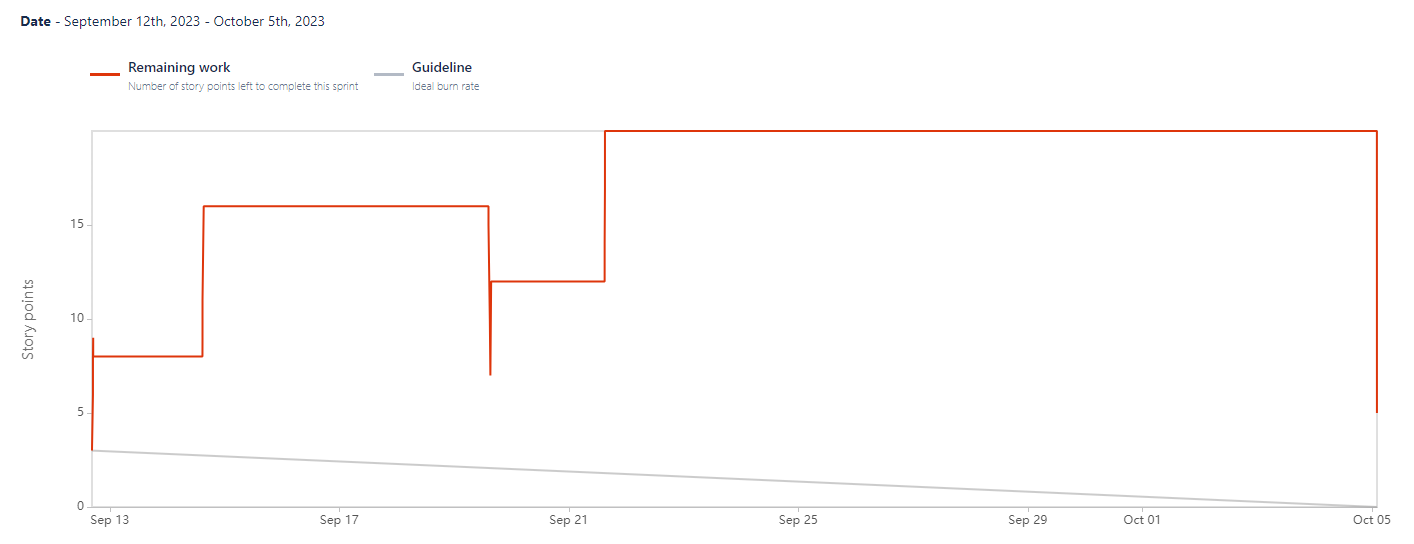 Date - September 12th, 2023 - October 5th, 2023
Remaining work
Number of story points left to complete this sprint
Guideline
Ideal burn rate
Story points
15
10
5
0
Sep 13
Sep 17
Sep 21
Sep 25
Sep 29
Oct 01
Oct 05